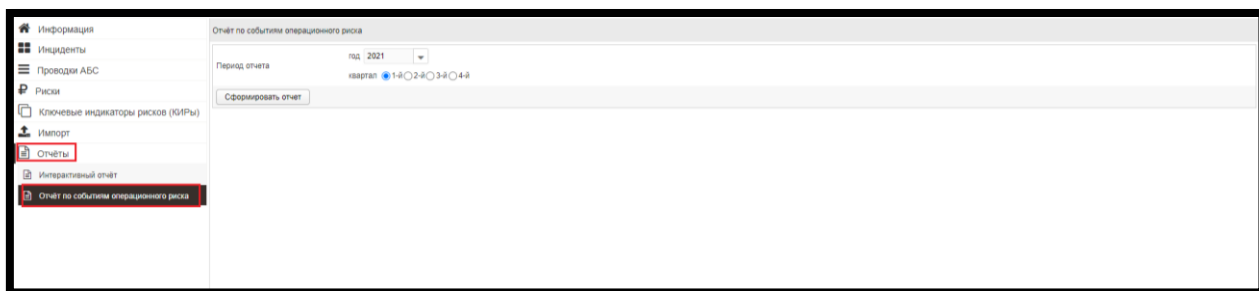 Информация
Инциденты
Проводки АБС
Риски
Ключевые индикаторы рисков (КИРы)
Импорт
Отчёты
Интерактивный отчёт
Отчёт по событиям операционного риска
Отчёт по событиям операционного риска
Период отчета
год 2021
квартал 1-й 2-й 3-й 4-й
Сформировать отчет